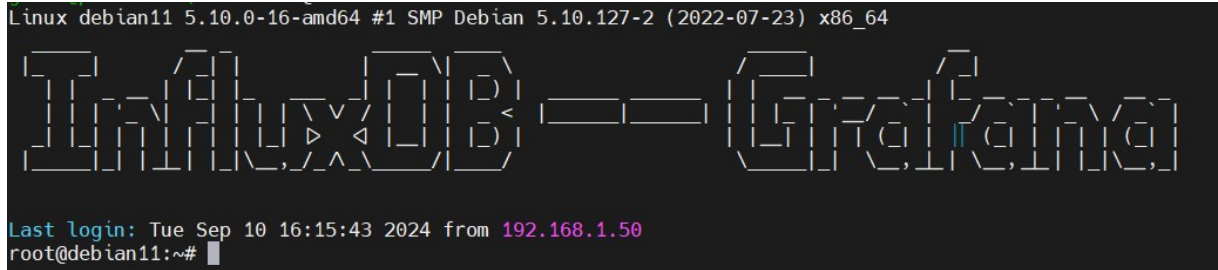 Linux debian11 5.10.0-16-amd64 #1 SMP Debian 5.10.127-2 (2022-07-23) x86_64
InfluxDB--Grafana
Last login: Tue Sep 10 16:15:43 2024 from 192.168.1.50
root@debian11:~#